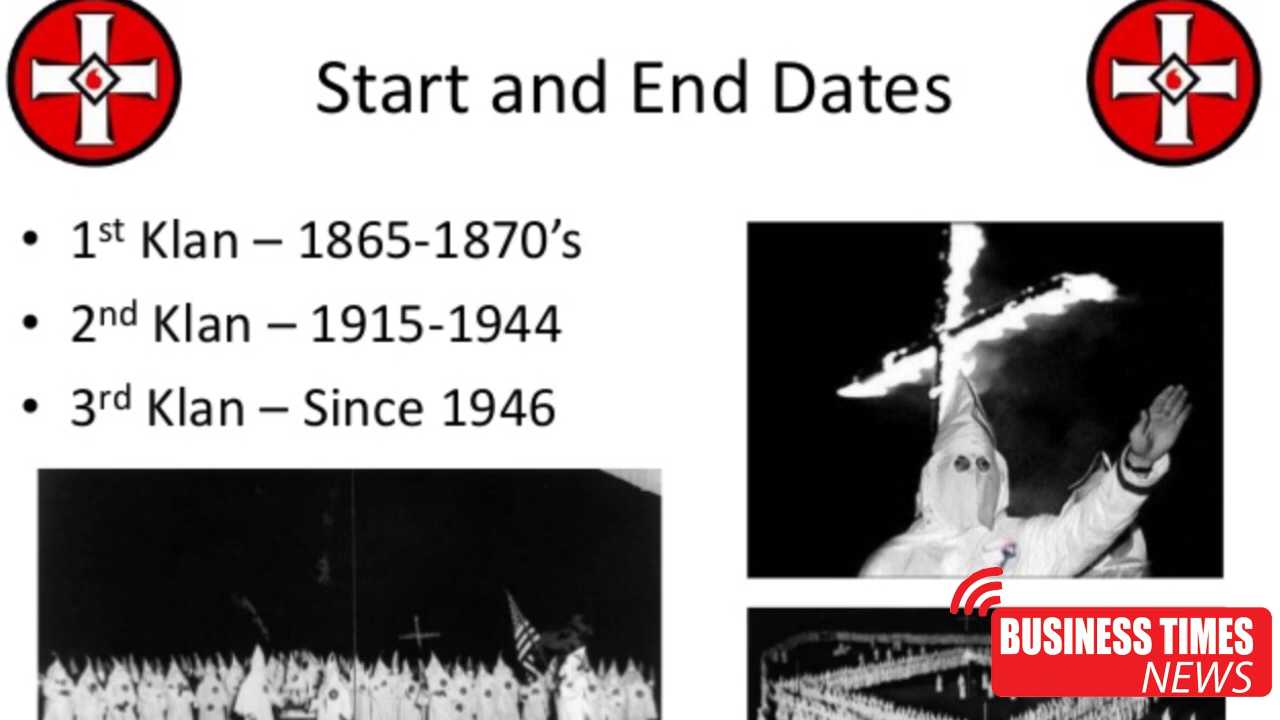 Start and End Dates
• 1st Klan – 1865-1870’s
• 2nd Klan – 1915-1944
• 3rd Klan – Since 1946
BUSINESS TIMES
NEWS